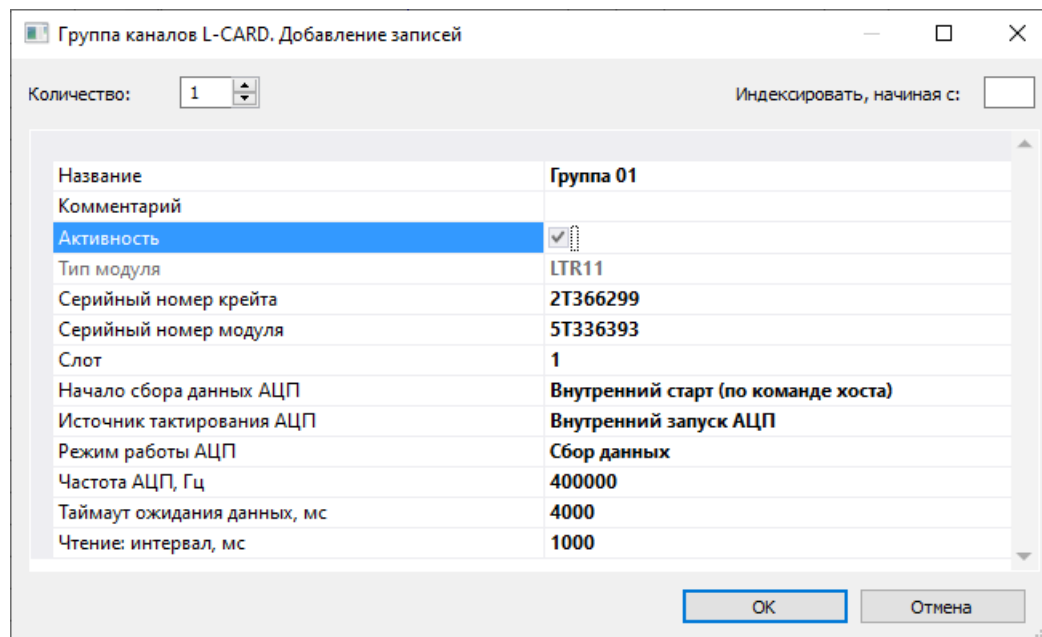 Группа каналов L-CARD. Добавление записей
Количество: 1 Индексировать, начиная с:
Название Группа 01
Комментарий
Активность
Тип модуля LTR11
Серийный номер крейта 2T366299
Серийный номер модуля 5T336393
Слот 1
Начало сбора данных АЦП Внутренний старт (по команде хоста)
Источник тактирования АЦП Внутренний запуск АЦП
Режим работы АЦП Сбор данных
Частота АЦП, Гц 400000
Таймаут ожидания данных, мс 4000
Чтение: интервал, мс 1000
ОК Отмена